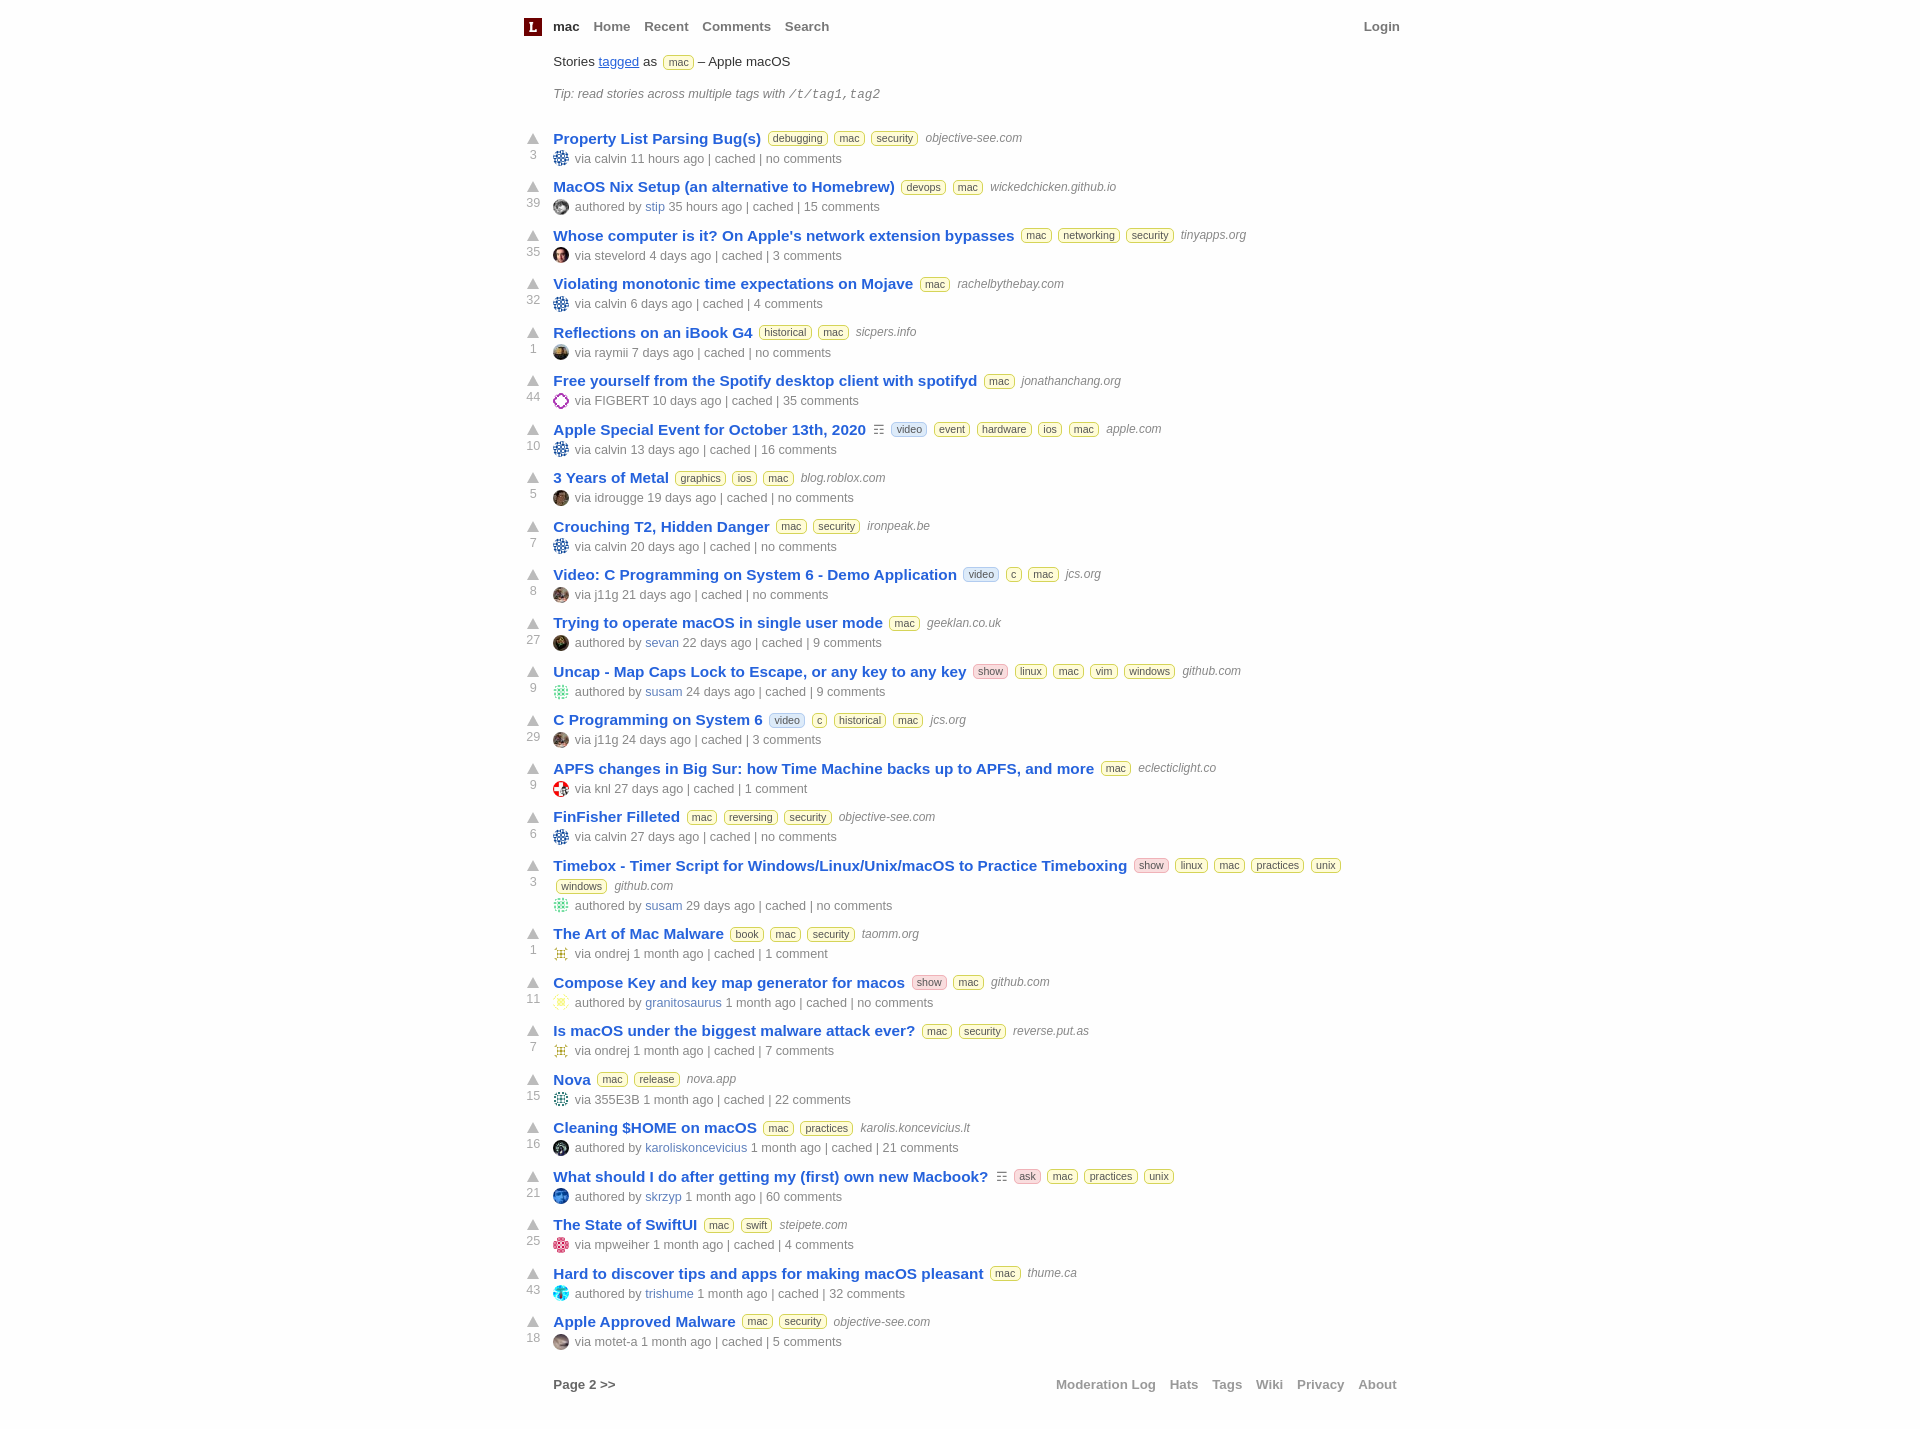 L mac Home Recent Comments Search Login
Stories tagged as mac – Apple macOS
Tip: read stories across multiple tags with /t/tag1,tag2
Property List Parsing Bug(s) debugging mac security objective-see.com
3 via calvin 11 hours ago | cached | no comments
MacOS Nix Setup (an alternative to Homebrew) devops mac wickedchicken.github.io
39 authored by stip 35 hours ago | cached | 15 comments
Whose computer is it? On Apple's network extension bypasses mac networking security tinyapps.org
35 via stevelord 4 days ago | cached | 3 comments
Violating monotonic time expectations on Mojave mac rachelbythebay.com
32 via calvin 6 days ago | cached | 4 comments
Reflections on an iBook G4 historical mac sicpers.info
1 via raymii 7 days ago | cached | no comments
Free yourself from the Spotify desktop client with spotifyd mac jonathanchang.org
44 via FIGBERT 10 days ago | cached | 35 comments
Apple Special Event for October 13th, 2020 ☶ video event hardware ios mac apple.com
10 via calvin 13 days ago | cached | 16 comments
3 Years of Metal graphics ios mac blog.roblox.com
5 via idrougge 19 days ago | cached | no comments
Crouching T2, Hidden Danger mac security ironpeak.be
7 via calvin 20 days ago | cached | no comments
Video: C Programming on System 6 - Demo Application video c mac jcs.org
8 via j11g 21 days ago | cached | no comments
Trying to operate macOS in single user mode mac geeklan.co.uk
27 authored by sevan 22 days ago | cached | 9 comments
Uncap - Map Caps Lock to Escape, or any key to any key show linux mac vim windows github.com
9 authored by susam 24 days ago | cached | 9 comments
C Programming on System 6 video c historical mac jcs.org
29 via j11g 24 days ago | cached | 3 comments
APFS changes in Big Sur: how Time Machine backs up to APFS, and more mac eclecticlight.co
9 via knl 27 days ago | cached | 1 comment
FinFisher Filleted mac reversing security objective-see.com
6 via calvin 27 days ago | cached | no comments
Timebox - Timer Script for Windows/Linux/Unix/macOS to Practice Timeboxing show linux mac practices unix
3 windows github.com
authored by susam 29 days ago | cached | no comments
The Art of Mac Malware book mac security taomm.org
1 via ondrej 1 month ago | cached | 1 comment
Compose Key and key map generator for macos show mac github.com
11 authored by granitosaurus 1 month ago | cached | no comments
Is macOS under the biggest malware attack ever? mac security reverse.put.as
7 via ondrej 1 month ago | cached | 7 comments
Nova mac release nova.app
15 via 355E3B 1 month ago | cached | 22 comments
Cleaning $HOME on macOS mac practices karolis.koncevicius.lt
16 authored by karoliskoncevicius 1 month ago | cached | 21 comments
What should I do after getting my (first) own new Macbook? ☶ ask mac practices unix
21 authored by skrzyp 1 month ago | 60 comments
The State of SwiftUI mac swift steipete.com
25 via mpweiher 1 month ago | cached | 4 comments
Hard to discover tips and apps for making macOS pleasant mac thume.ca
43 authored by trishume 1 month ago | cached | 32 comments
Apple Approved Malware mac security objective-see.com
18 via motet-a 1 month ago | cached | 5 comments
Page 2 >> Moderation Log Hats Tags Wiki Privacy About